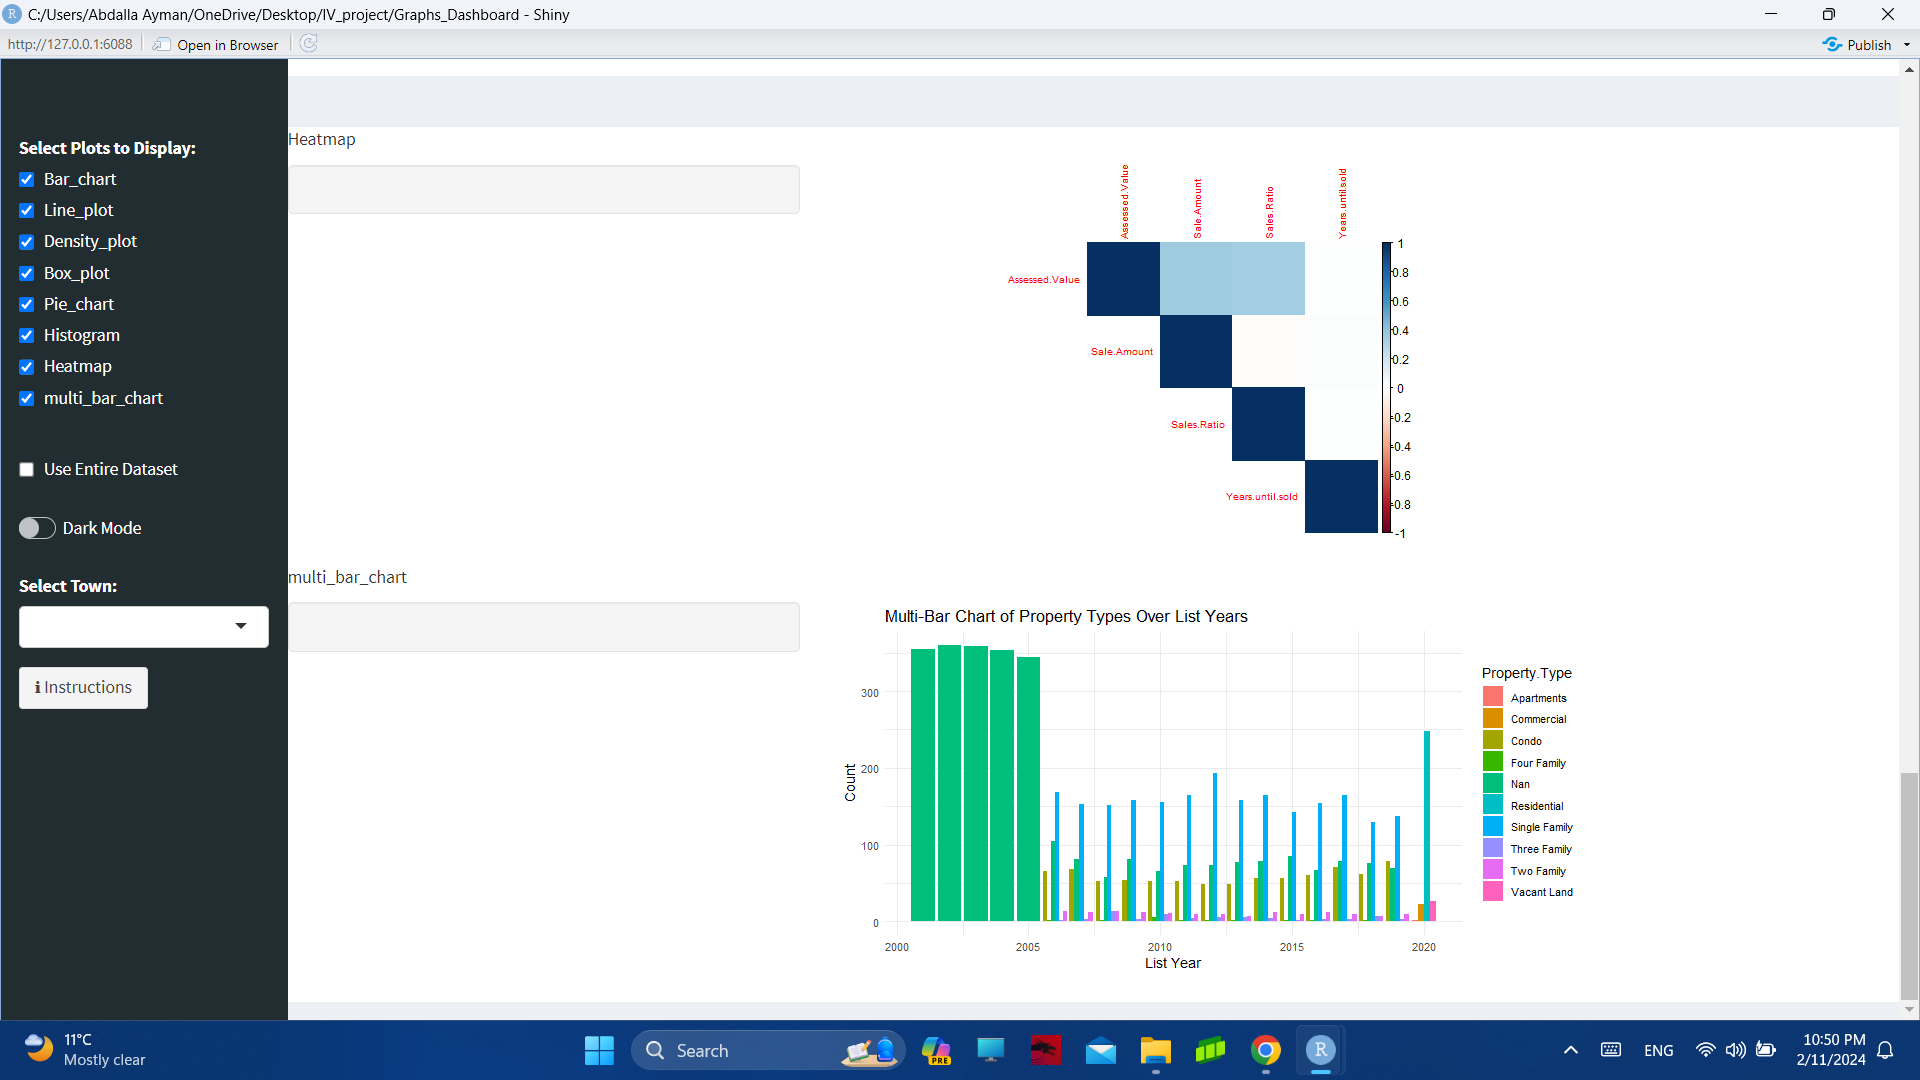 C:/Users/Abdalla Ayman/OneDrive/Desktop/IV_project/Graphs_Dashboard - Shiny
http://127.0.0.1:6088
Open in Browser
Publish
Select Plots to Display:
Bar_chart
Line_plot
Density_plot
Box_plot
Pie_chart
Histogram
Heatmap
multi_bar_chart
Use Entire Dataset
Dark Mode
Select Town:
Instructions
Heatmap
Assessed.Value
Sale.Amount
Sales.Ratio
Years.until.sold
Assessed.Value
Sale.Amount
Sales.Ratio
Years.until.sold
1
0.8
0.6
0.4
0.2
0
-0.2
-0.4
-0.6
-0.8
-1
multi_bar_chart
Multi-Bar Chart of Property Types Over List Years
Count
300
200
100
0
2000 2005 2010 2015 2020
List Year
Property.Type
Apartments
Commercial
Condo
Four Family
Nan
Residential
Single Family
Three Family
Two Family
Vacant Land
11°C
Mostly clear
Search
PRE
R
ENG
10:50 PM
2/11/2024